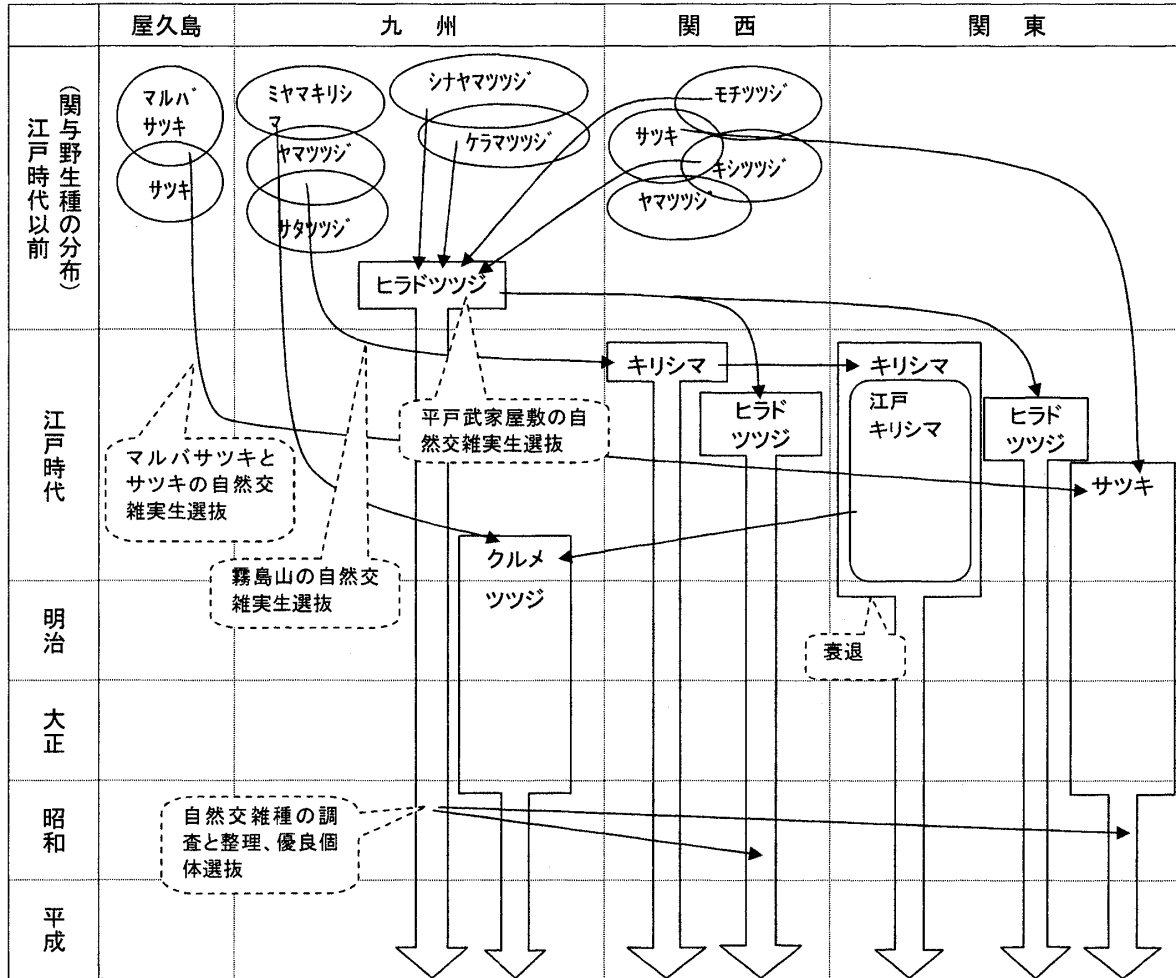 屋久島
九州
関西
関東
江戸時代以前
(関与野生種の分布)
マルバ
サツキ
サツキ
ミヤマキリシ
マ
ヤマツツジ
サタツツジ
シナヤマツツジ
ケラマツツジ
モチツツジ
サツキ
キシツツジ
ヤマツツジ
ヒラドツツジ
江戸時代
キリシマ
キリシマ
江戸
キリシマ
ヒラド
ツツジ
ヒラド
ツツジ
サツキ
平戸武家屋敷の自
然交雑実生選抜
マルバサツキと
サツキの自然交
雑実生選抜
霧島山の自然交
雑実生選抜
クルメ
ツツジ
明治
衰退
大正
昭和
自然交雑種の調
査と整理、優良個
体選抜
平成